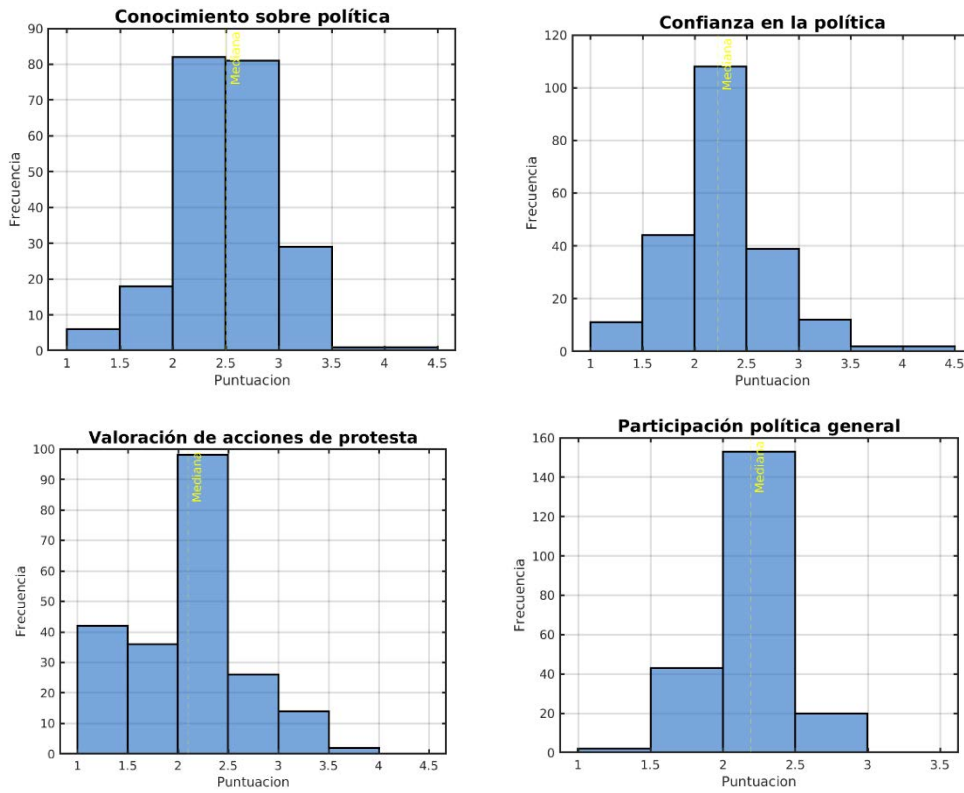 Conocimiento sobre política
90
80
70
60
50
40
30
20
10
0
Frecuencia
Mediana
1 1.5 2 2.5 3 3.5 4 4.5
Puntuacion
Confianza en la política
120
100
80
60
40
20
0
Frecuencia
Mediana
1 1.5 2 2.5 3 3.5 4 4.5
Puntuacion
Valoración de acciones de protesta
100
90
80
70
60
50
40
30
20
10
0
Frecuencia
Mediana
1 1.5 2 2.5 3 3.5 4 4.5
Puntuacion
Participación política general
160
140
120
100
80
60
40
20
0
Frecuencia
Mediana
1 1.5 2 2.5 3 3.5
Puntuacion